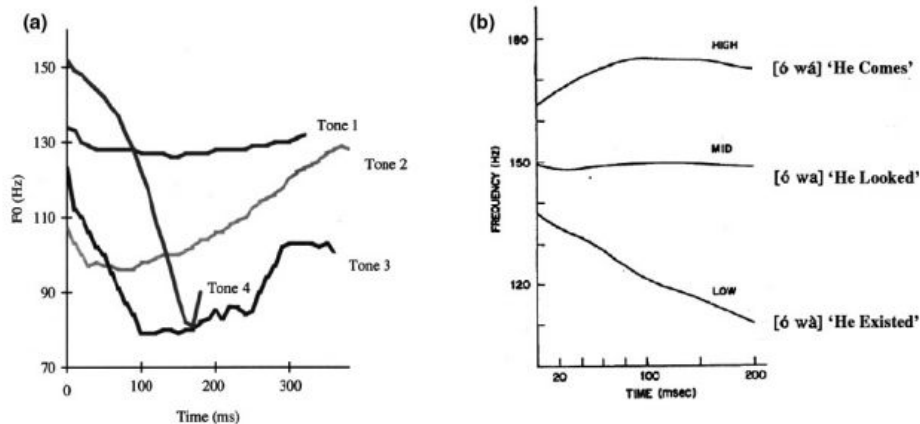 (a)
150
130
110
90
70
F0 (Hz)
Tone 1
Tone 2
Tone 3
Tone 4
0
100
200
300
Time (ms)
(b)
180
150
120
FREQUENCY (HZ)
HIGH
[ó wá] 'He Comes'
MID
[ó wa] 'He Looked'
LOW
[ó wà] 'He Existed'
20
100
200
TIME (msec)